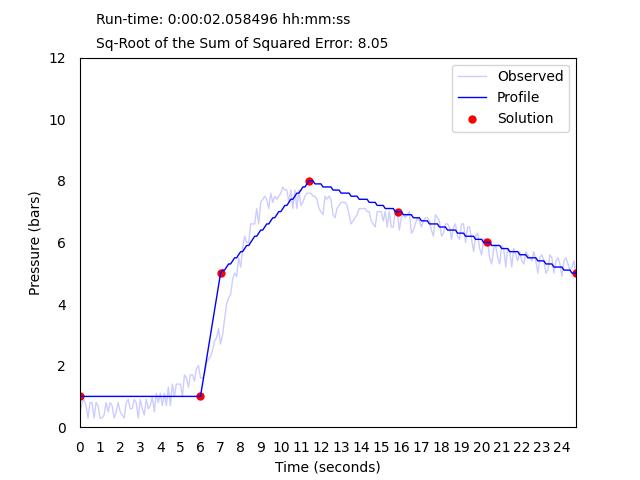 Run-time: 0:00:02.058496 hh:mm:ss
Sq-Root of the Sum of Squared Error: 8.05
Observed
Profile
Solution
Pressure (bars)
12
10
8
6
4
2
0
0 1 2 3 4 5 6 7 8 9 10 11 12 13 14 15 16 17 18 19 20 21 22 23 24
Time (seconds)